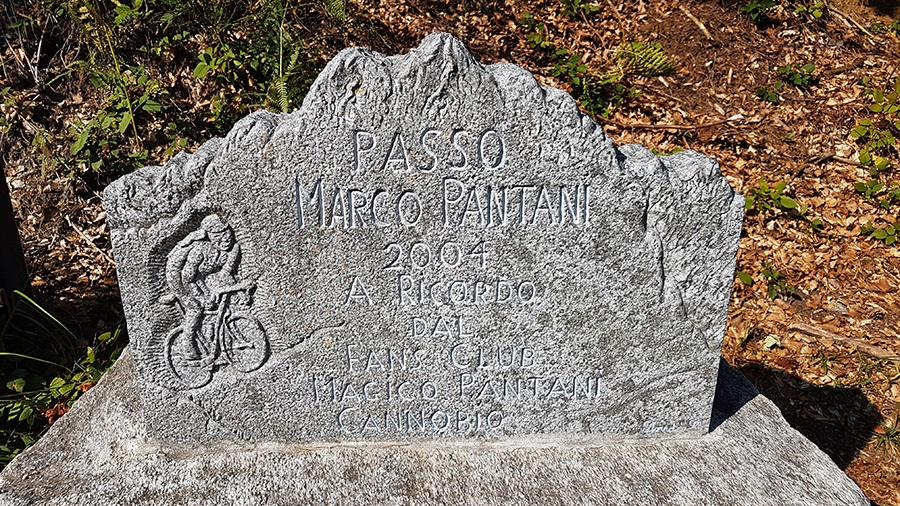 PASSO
MARCO PANTANI
2004
A RICORDO
DAL
FANS CLUB
MAGICO PANTANI
CANNOBIO